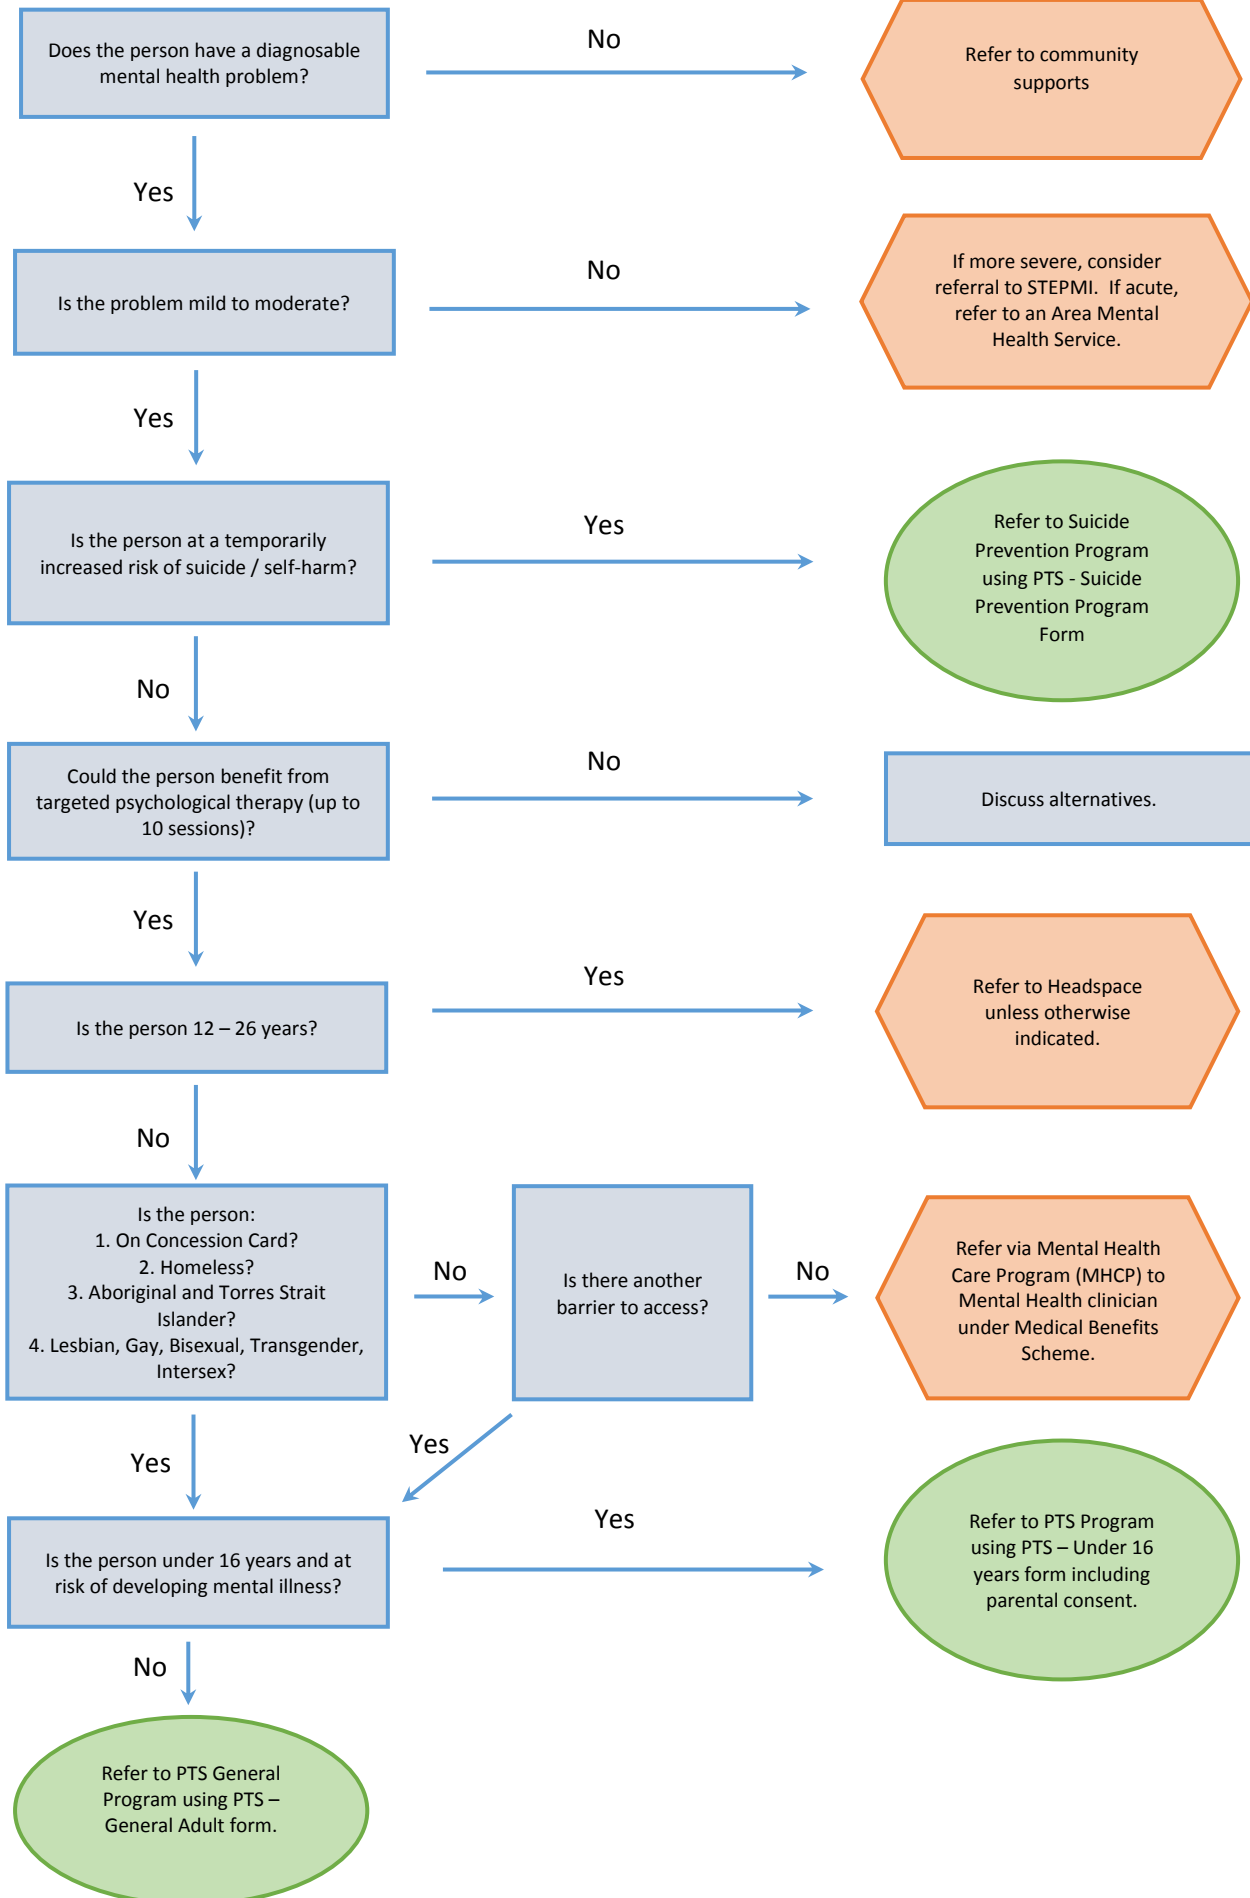 Does the person have a diagnosable
mental health problem?
No
Refer to community
supports
Yes
Is the problem mild to moderate?
No
If more severe, consider
referral to STEPMI.  If acute,
refer to an Area Mental
Health Service.
Yes
Is the person at a temporarily
increased risk of suicide / self-harm?
Yes
Refer to Suicide
Prevention Program
using PTS - Suicide
Prevention Program
Form
No
Could the person benefit from
targeted psychological therapy (up to
10 sessions)?
No
Discuss alternatives.
Yes
Is the person 12 – 26 years?
Yes
Refer to Headspace
unless otherwise
indicated.
No
Is the person:
1. On Concession Card?
2. Homeless?
3. Aboriginal and Torres Strait
Islander?
4. Lesbian, Gay, Bisexual, Transgender,
Intersex?
No
Is there another
barrier to access?
No
Refer via Mental Health
Care Program (MHCP) to
Mental Health clinician
under Medical Benefits
Scheme.
Yes
Yes
Is the person under 16 years and at
risk of developing mental illness?
Yes
Refer to PTS Program
using PTS – Under 16
years form including
parental consent.
No
Refer to PTS General
Program using PTS –
General Adult form.